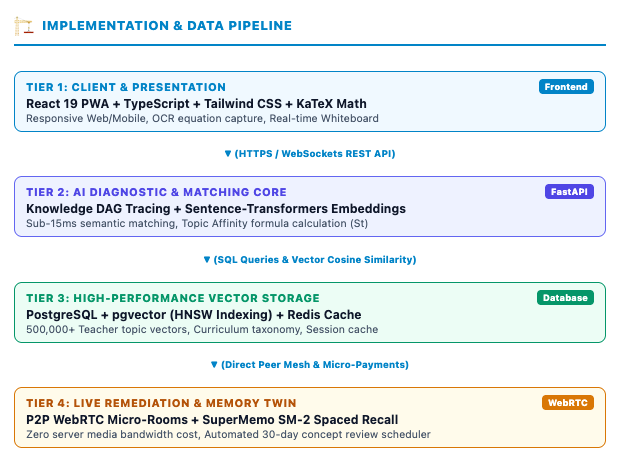 IMPLEMENTATION & DATA PIPELINE
TIER 1: CLIENT & PRESENTATION
Frontend
React 19 PWA + TypeScript + Tailwind CSS + KaTeX Math
Responsive Web/Mobile, OCR equation capture, Real-time Whiteboard
▼ (HTTPS / WebSockets REST API)
TIER 2: AI DIAGNOSTIC & MATCHING CORE
FastAPI
Knowledge DAG Tracing + Sentence-Transformers Embeddings
Sub-15ms semantic matching, Topic Affinity formula calculation (St)
▼ (SQL Queries & Vector Cosine Similarity)
TIER 3: HIGH-PERFORMANCE VECTOR STORAGE
Database
PostgreSQL + pgvector (HNSW Indexing) + Redis Cache
500,000+ Teacher topic vectors, Curriculum taxonomy, Session cache
▼ (Direct Peer Mesh & Micro-Payments)
TIER 4: LIVE REMEDIATION & MEMORY TWIN
WebRTC
P2P WebRTC Micro-Rooms + SuperMemo SM-2 Spaced Recall
Zero server media bandwidth cost, Automated 30-day concept review scheduler